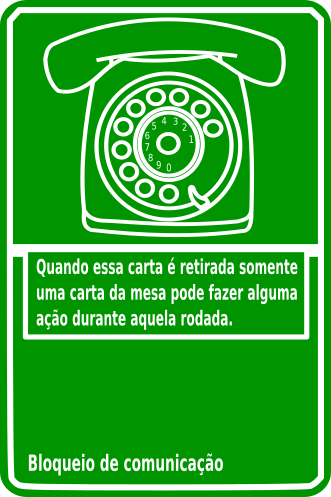 1
2
3
4
5
6
7
8
9
0
Quando essa carta é retirada somente
uma carta da mesa pode fazer alguma
ação durante aquela rodada.
Bloqueio de comunicação